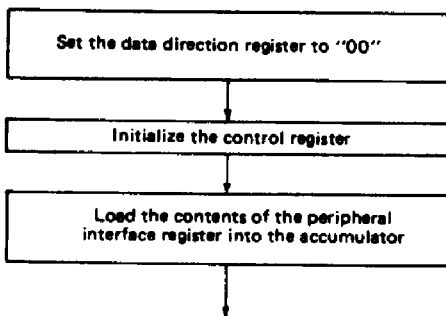 Set the data direction register to "00"
Initialize the control register
Load the contents of the peripheral
interface register into the accumulator